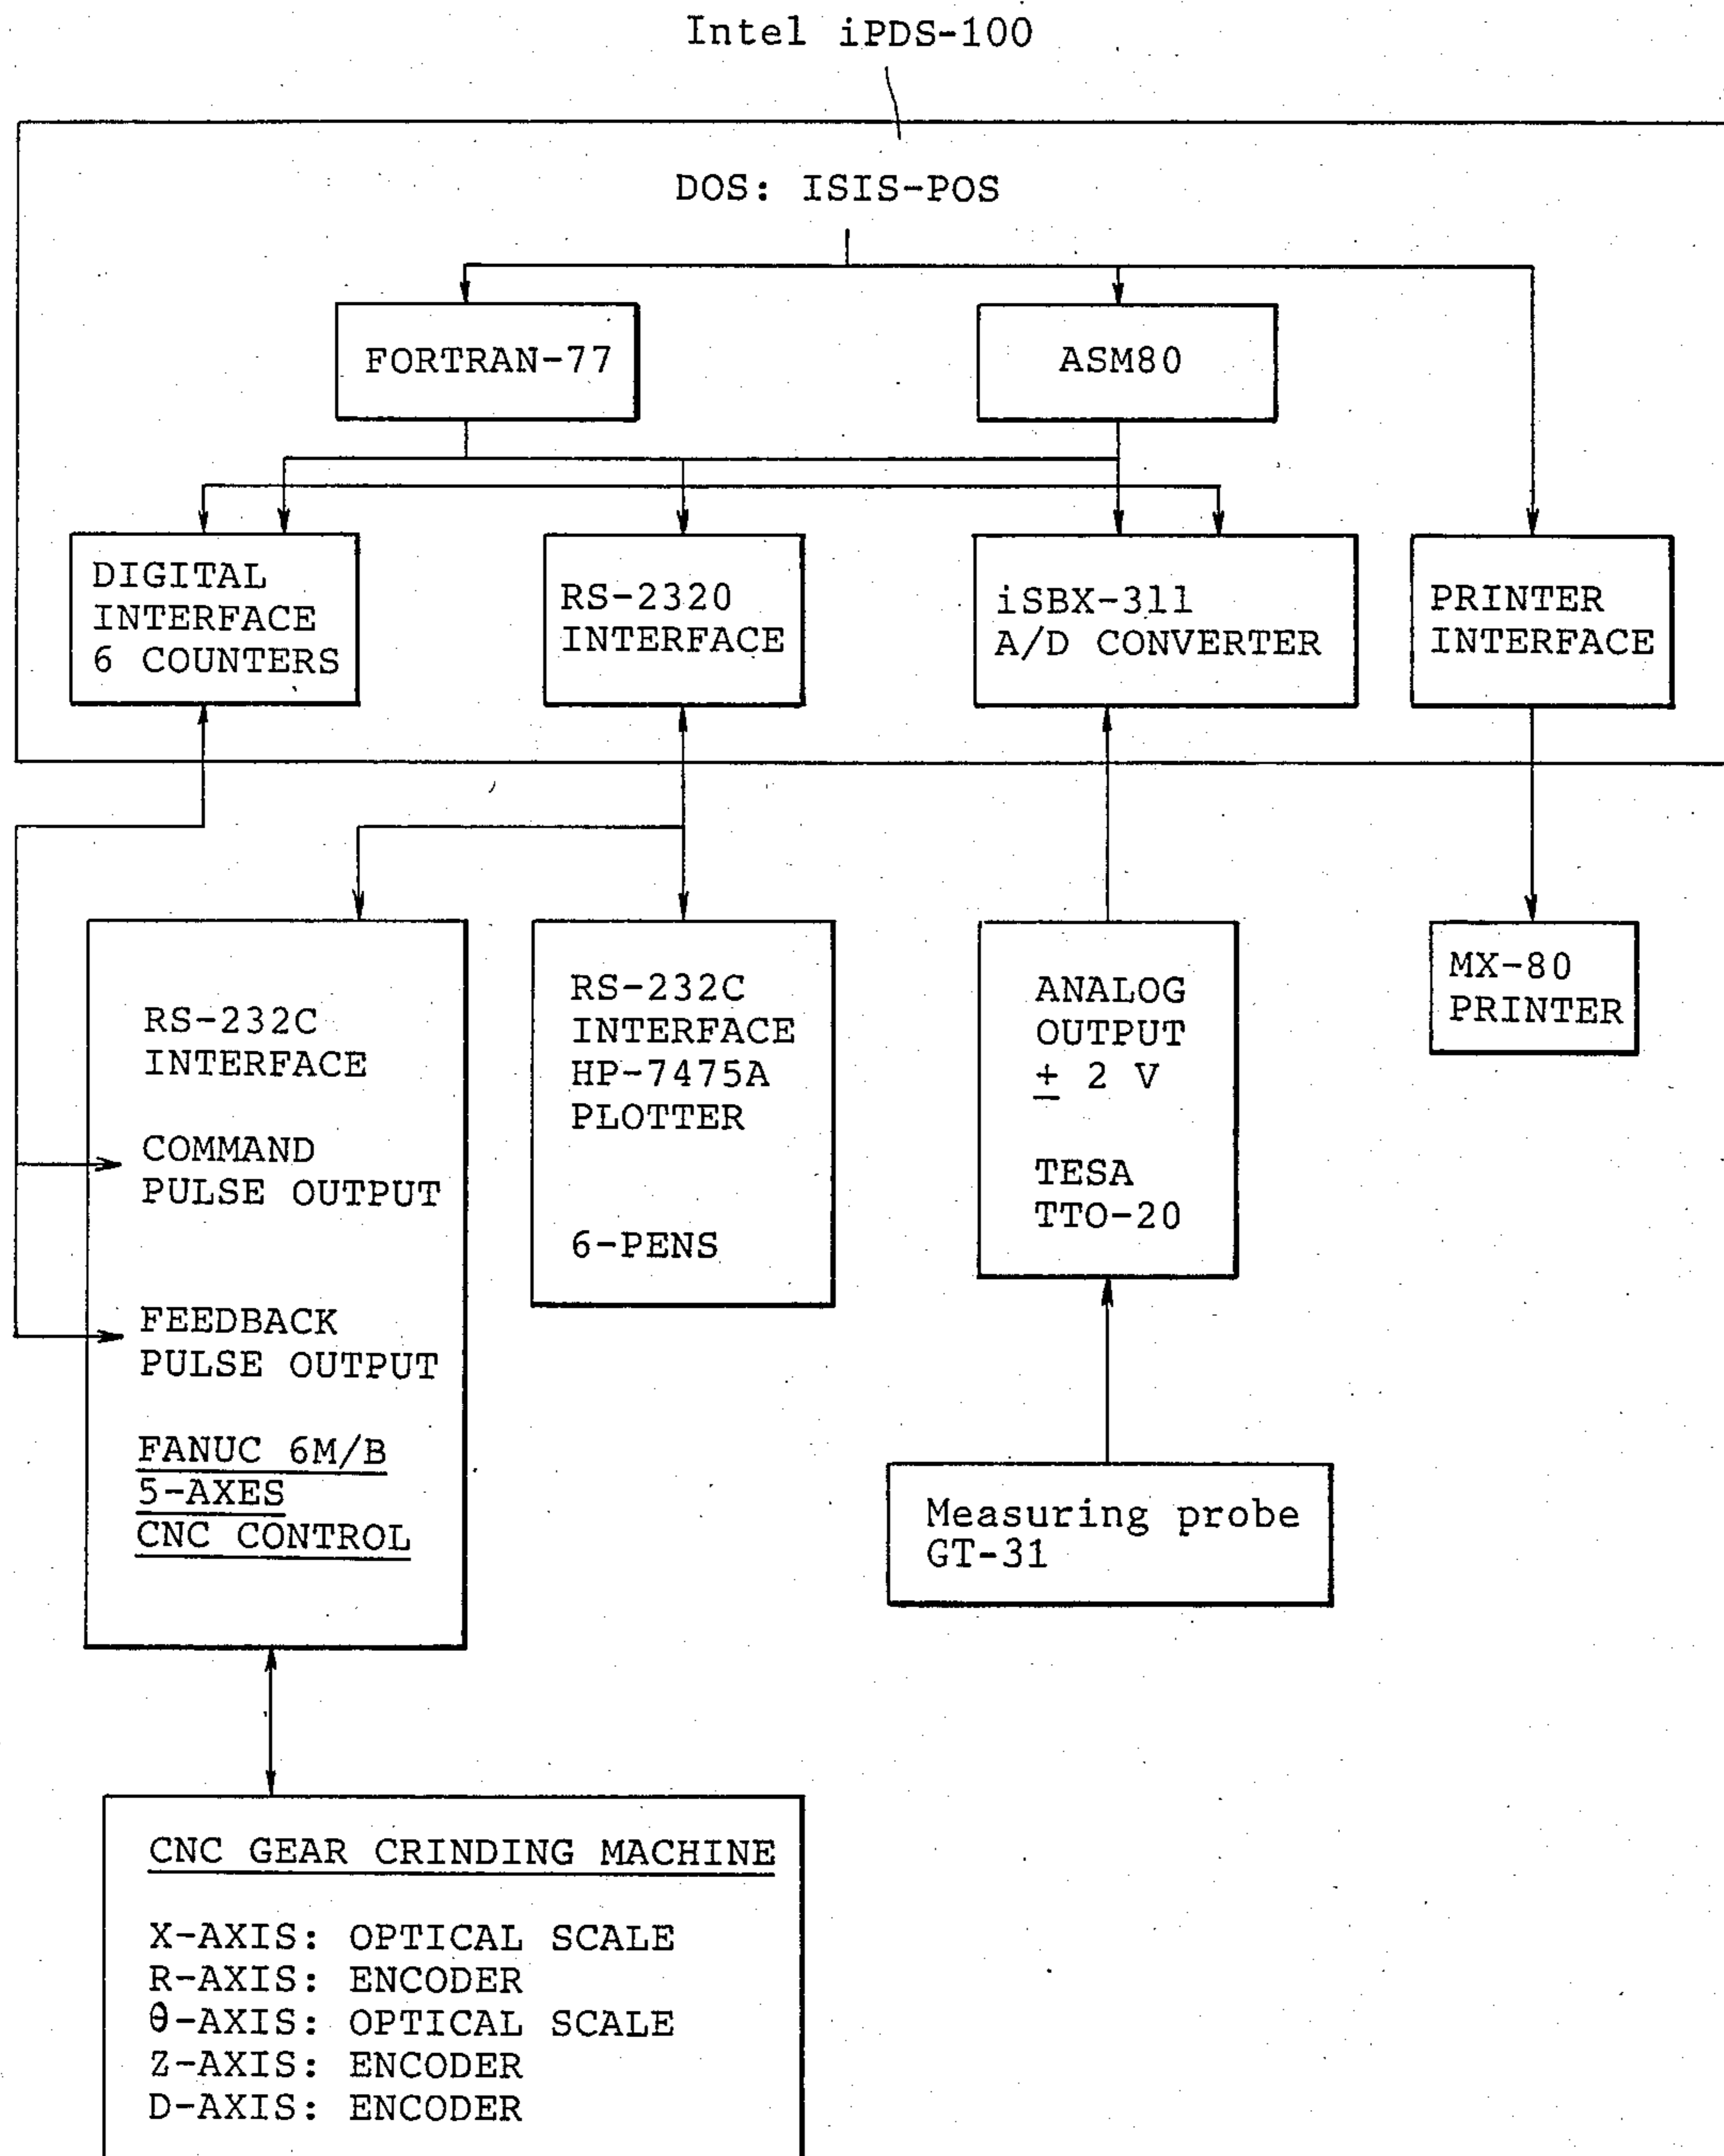 Intel iPDS-100
DOS: ISIS-POS
FORTRAN-77
ASM80
DIGITAL
INTERFACE
6 COUNTERS
RS-2320
INTERFACE
iSBX-311
A/D CONVERTER
PRINTER
INTERFACE
RS-232C
INTERFACE
COMMAND
PULSE OUTPUT
FEEDBACK
PULSE OUTPUT
FANUC 6M/B
5-AXES
CNC CONTROL
RS-232C
INTERFACE
HP-7475A
PLOTTER
6-PENS
ANALOG
OUTPUT
± 2 V
TESA
TTO-20
MX-80
PRINTER
Measuring probe
GT-31
CNC GEAR CRINDING MACHINE
X-AXIS: OPTICAL SCALE
R-AXIS: ENCODER
θ-AXIS: OPTICAL SCALE
Z-AXIS: ENCODER
D-AXIS: ENCODER